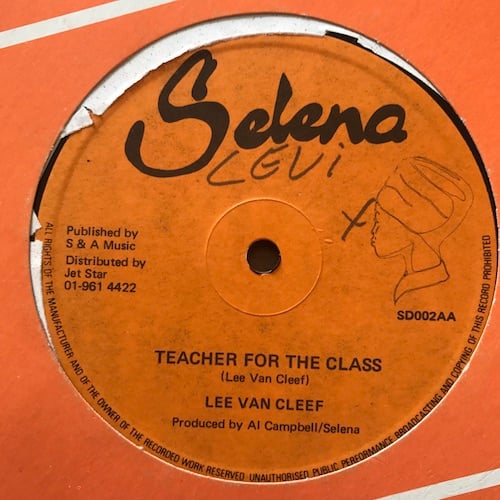 Selena
LEVi
X
Published by
S & A Music
Distributed by
Jet Star
01-961 4422
SD002AA
TEACHER FOR THE CLASS
(Lee Van Cleef)
LEE VAN CLEEF
Produced by Al Campbell/Selena
ALL RIGHTS OF THE MANUFACTURER AND OF THE OWNER OF THE RECORDED WORK RESERVED UNAUTHORISED PUBLIC PERFORMANCE BROADCASTING AND COPYING OF THIS RECORD PROHIBITED